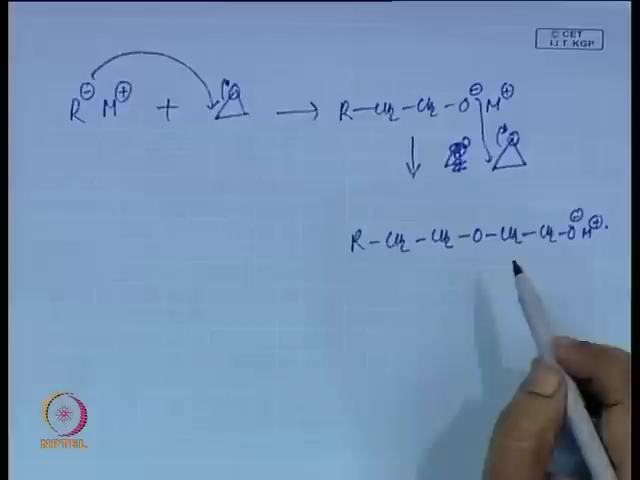 © CET
I.I.T. KGP
R⊖ M⊕ + O → R–CH₂–CH₂–O⊖ M⊕
↓ O
R–CH₂–CH₂–O–CH₂–CH₂–O⊖ M⊕.
NPTEL